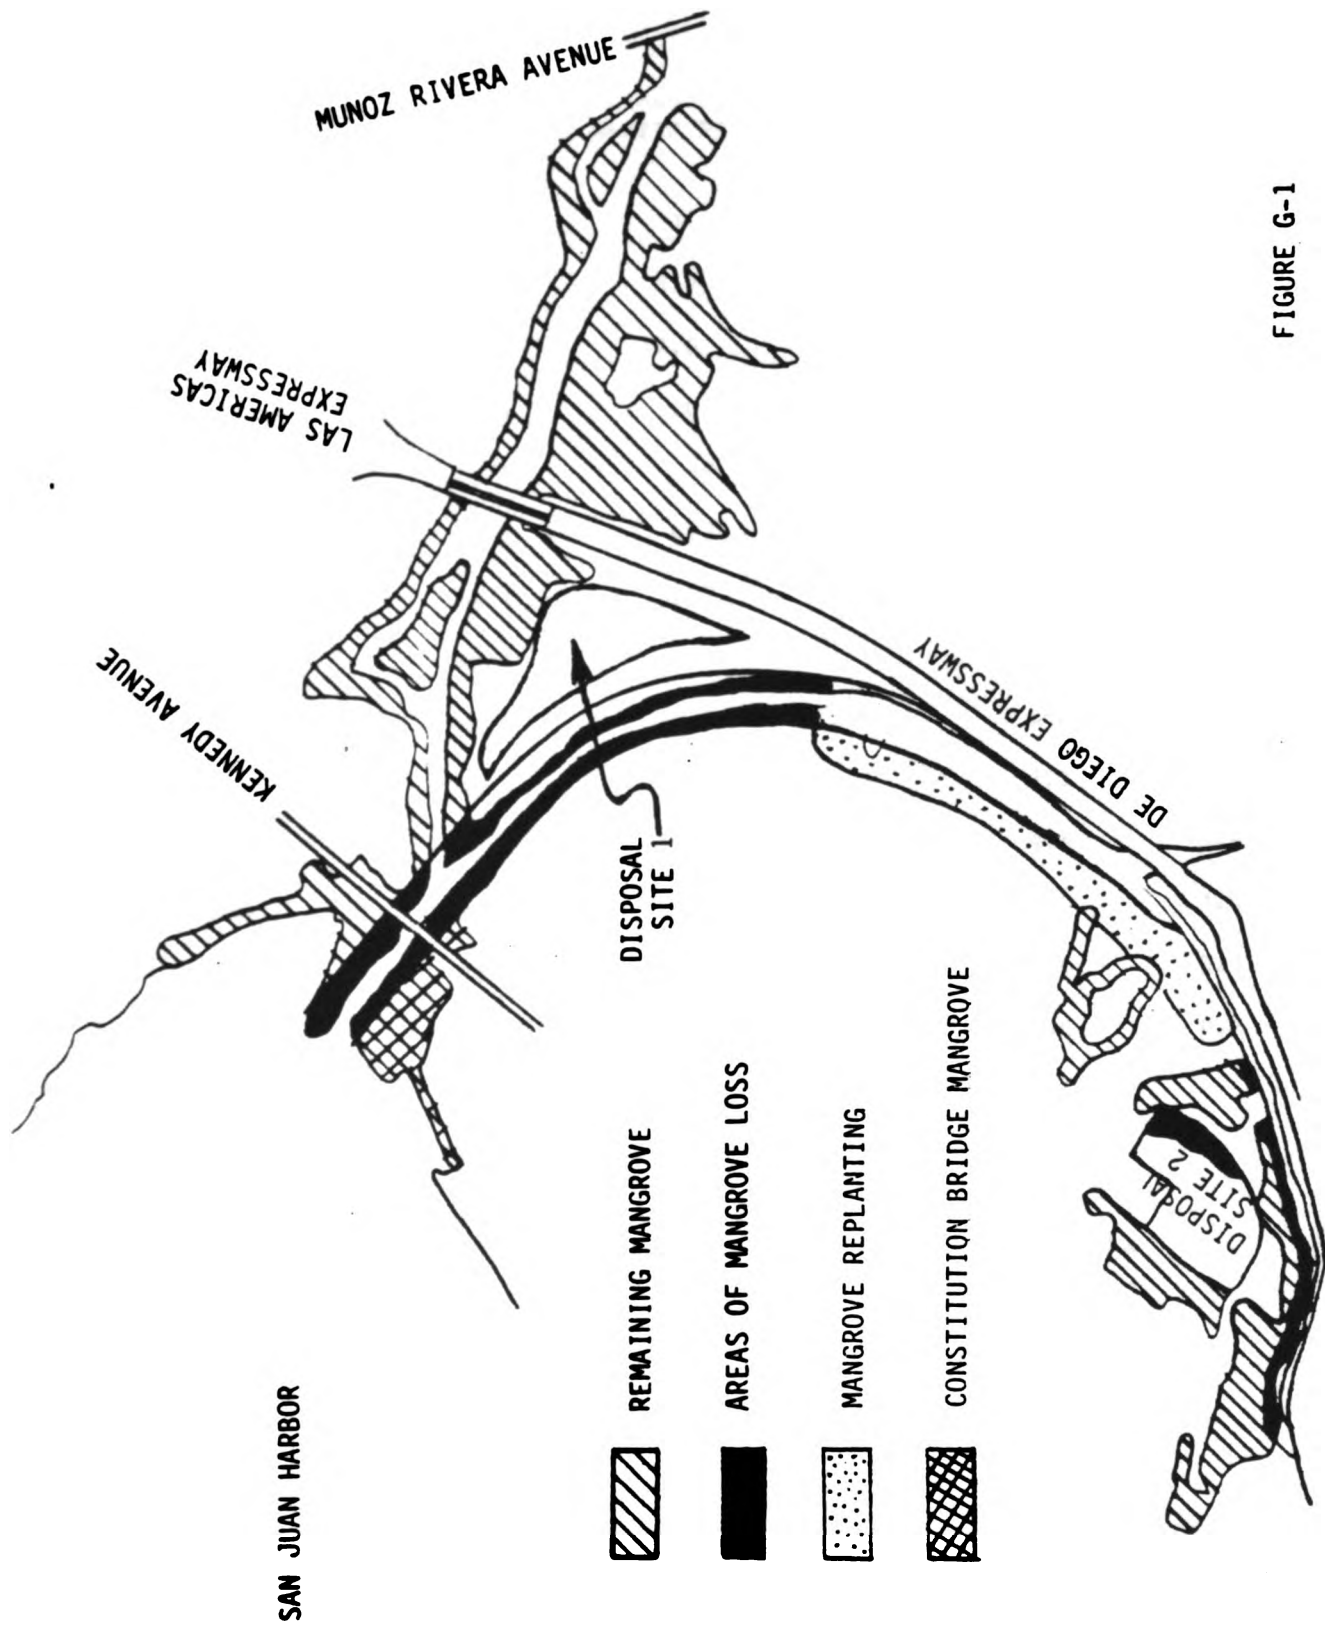 SAN JUAN HARBOR
KENNEDY AVENUE
LAS AMERICAS
EXPRESSWAY
MUNOZ RIVERA AVENUE
DISPOSAL
SITE 1
DE DIEGO EXPRESSWAY
DISPOSAL
SITE 2
REMAINING MANGROVE
AREAS OF MANGROVE LOSS
MANGROVE REPLANTING
CONSTITUTION BRIDGE MANGROVE
FIGURE G-1